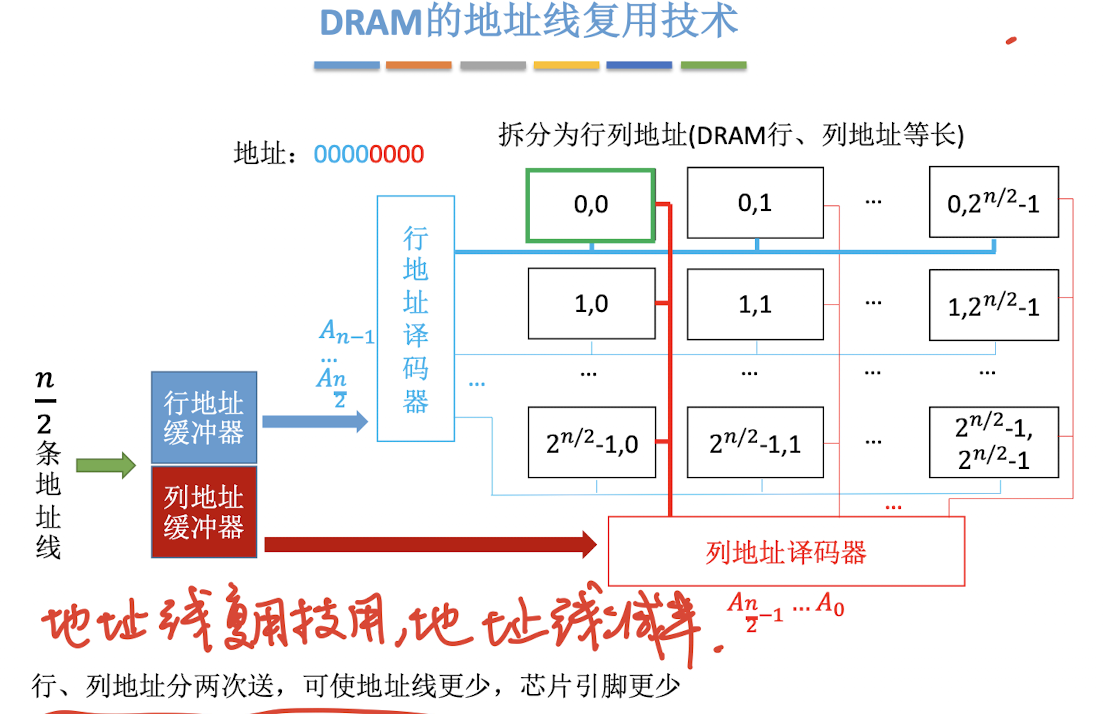 DRAM的地址线复用技术
拆分为行列地址(DRAM行、列地址等长)
地址：00000000
行地址译码器
0,0
0,1
...
0,2^{n/2}-1
1,0
1,1
...
1,2^{n/2}-1
A_{n-1}
...
A_{n/2}
...
...
...
...
...
2^{n/2}-1,0
2^{n/2}-1,1
...
2^{n/2}-1,
2^{n/2}-1
n/2条地址线
行地址
缓冲器
列地址
缓冲器
...
列地址译码器
A_{n/2-1} ... A_0
地址线复用技用,地址线减半.
行、列地址分两次送，可使地址线更少，芯片引脚更少